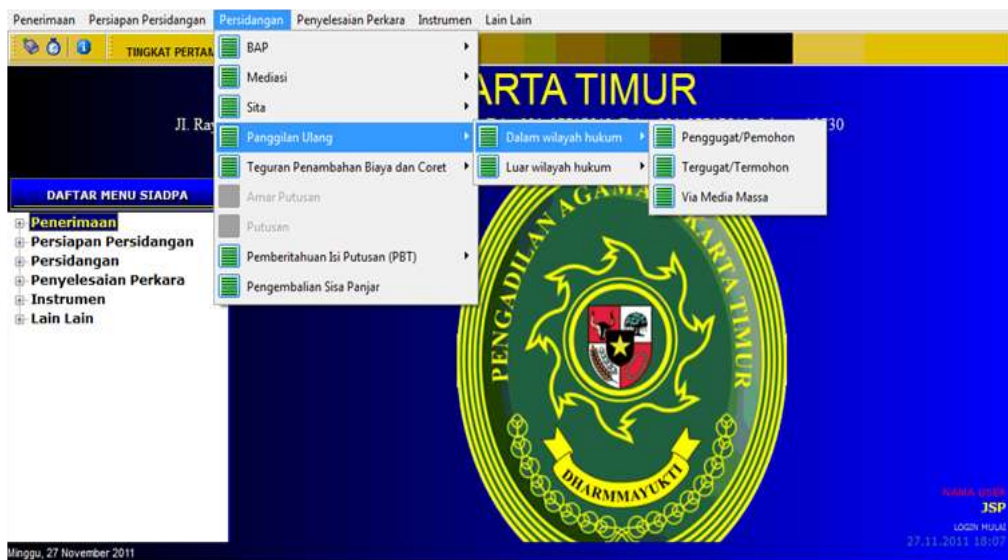 Penerimaan Persiapan Persidangan Persidangan Penyelesaian Perkara Instrumen Lain Lain
TINGKAT PERTAM
BAP
Mediasi
Sita
Panggilan Ulang
Teguran Penambahan Biaya dan Coret
Amar Putusan
Putusan
Pemberitahuan Isi Putusan (PBT)
Pengembalian Sisa Panjar
Dalam wilayah hukum
Luar wilayah hukum
Penggugat/Pemohon
Tergugat/Termohon
Via Media Massa
ARTA TIMUR
Jl. Ray
30
DAFTAR MENU SIADPA
Penerimaan
Persiapan Persidangan
Persidangan
Penyelesaian Perkara
Instrumen
Lain Lain
PENGADILAN AGAMA KARTA TIMUR
DHARMMAYUKTI
NAMA USER
JSP
LOGIN MULAI
27.11.2011 18:07
Minggu, 27 November 2011